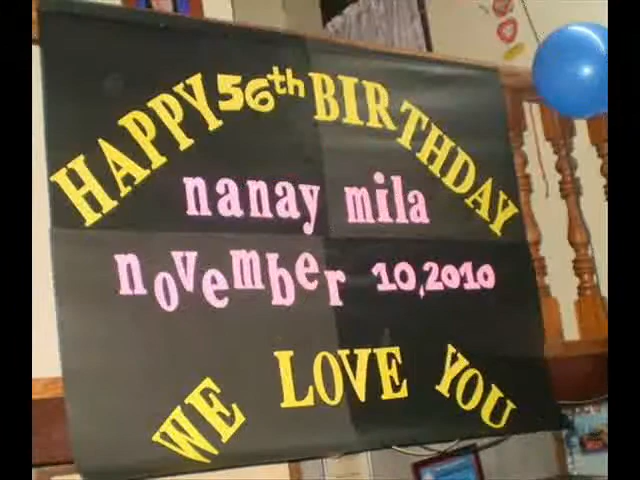 HAPPY 56th BIRTHDAY
nanay mila
november 10,2010
WE LOVE YOU